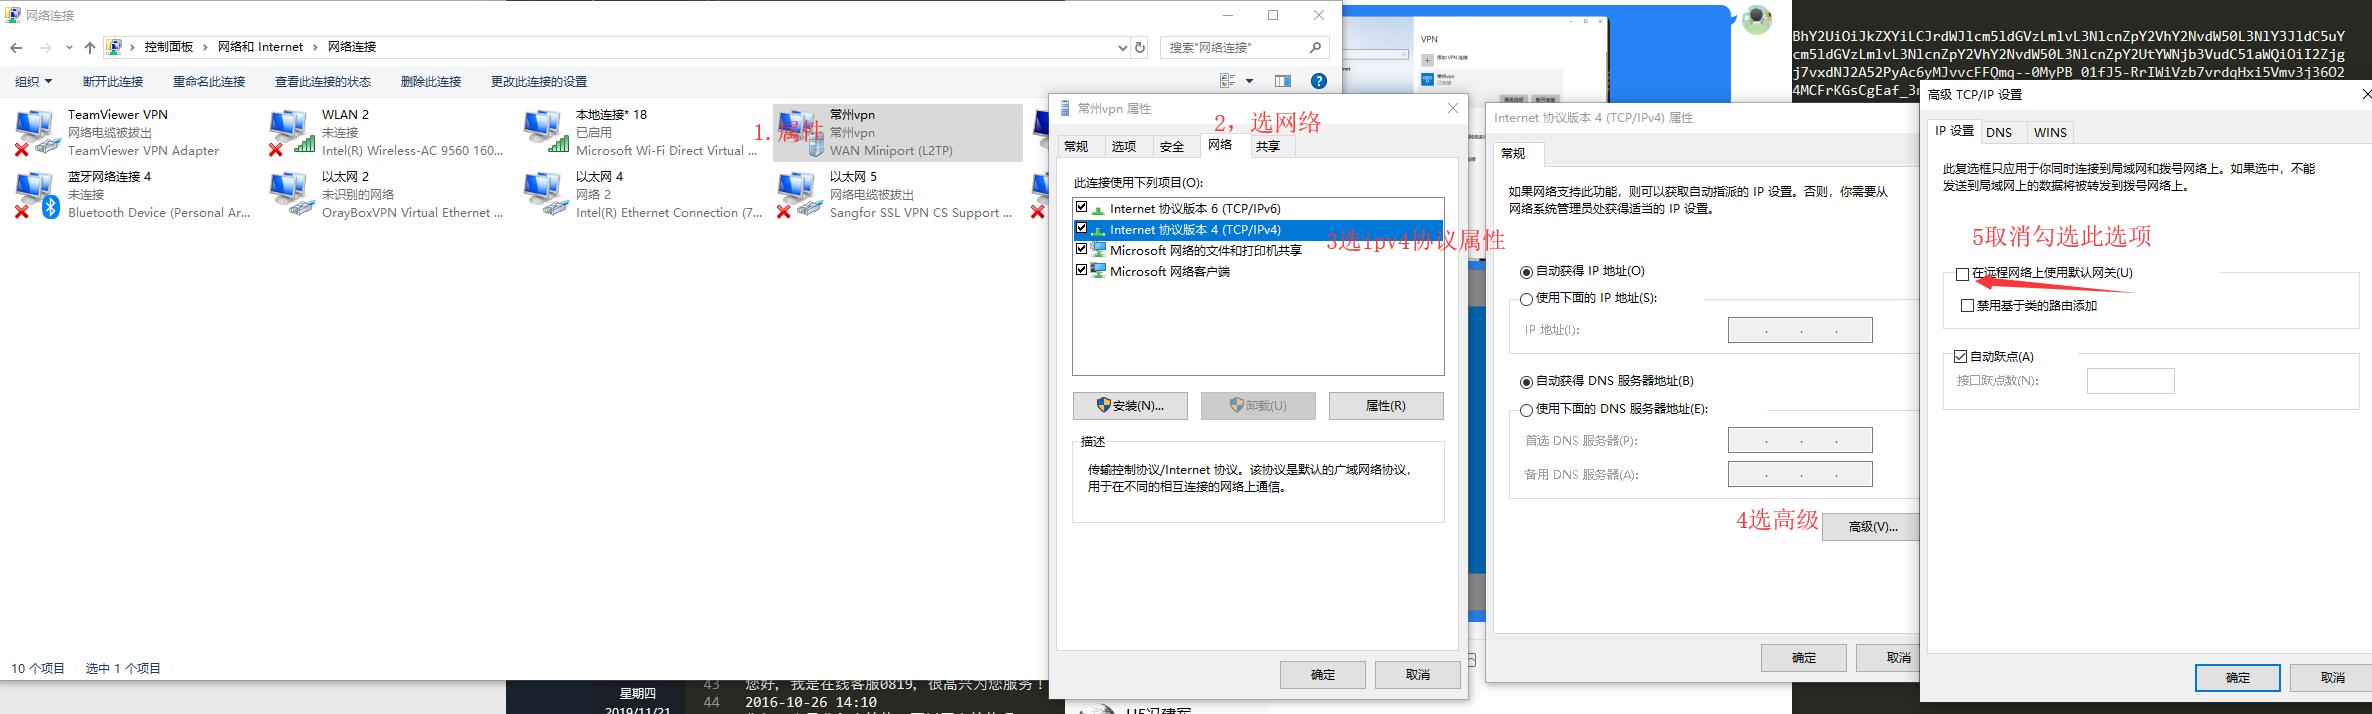 网络连接
控制面板 › 网络和 Internet › 网络连接
搜索"网络连接"
组织
断开此连接
重命名此连接
查看此连接的状态
删除此连接
更改此连接的设置
TeamViewer VPN
网络电缆被拔出
TeamViewer VPN Adapter
WLAN 2
未连接
Intel(R) Wireless-AC 9560 160...
本地连接* 18
已启用
Microsoft Wi-Fi Direct Virtual ...
常州vpn
常州vpn
WAN Miniport (L2TP)
1.属性
蓝牙网络连接 4
未连接
Bluetooth Device (Personal Ar...
以太网 2
未识别的网络
OrayBoxVPN Virtual Ethernet ...
以太网 4
网络 2
Intel(R) Ethernet Connection (7...
以太网 5
网络电缆被拔出
Sangfor SSL VPN CS Support ...
10 个项目
选中 1 个项目
星期四
2019/11/21
43
您好, 我是在线客服0819, 很高兴为您服务！
44
2016-10-26 14:10
常州vpn 属性
2，选网络
常规
选项
安全
网络
共享
此连接使用下列项目(O):
Internet 协议版本 6 (TCP/IPv6)
Internet 协议版本 4 (TCP/IPv4)
Microsoft 网络的文件和打印机共享
Microsoft 网络客户端
3选ipv4协议属性
安装(N)...
卸载(U)
属性(R)
描述
传输控制协议/Internet 协议。该协议是默认的广域网络协议，
用于在不同的相互连接的网络上通信。
确定
取消
VPN
添加 VPN 连接
常州vpn
已连接
高级选项
断开连接
Internet 协议版本 4 (TCP/IPv4) 属性
常规
如果网络支持此功能，则可以获取自动指派的 IP 设置。否则，你需要从
网络系统管理员处获得适当的 IP 设置。
自动获得 IP 地址(O)
使用下面的 IP 地址(S):
IP 地址(I):
自动获得 DNS 服务器地址(B)
使用下面的 DNS 服务器地址(E):
首选 DNS 服务器(P):
备用 DNS 服务器(A):
4选高级
高级(V)...
确定
取消
BhY2UiOiJkZXYiLCJrdWJlcm5ldGVzLmlvL3NlcnZpY2VhY2NvdW50L3NlY3JldC5uY
cm5ldGVzLmlvL3NlcnZpY2VhY2NvdW50L3NlcnZpY2UtYWNjb3VudC51aWQiOiI2Zjg
j7vxdNJ2A52PyAc6yMJvvcFFQmq--0MyPB_01fJ5-RrIWiVzb7vrdqHxi5Vmv3j36O2
4MCFrKGsCgEaf_3
高级 TCP/IP 设置
IP 设置
DNS
WINS
此复选框只应用于你同时连接到局域网和拨号网络上。如果选中，不能
发送到局域网上的数据将被转发到拨号网络上。
5取消勾选此选项
在远程网络上使用默认网关(U)
禁用基于类的路由添加
自动跃点(A)
接口跃点数(N):
确定
取消